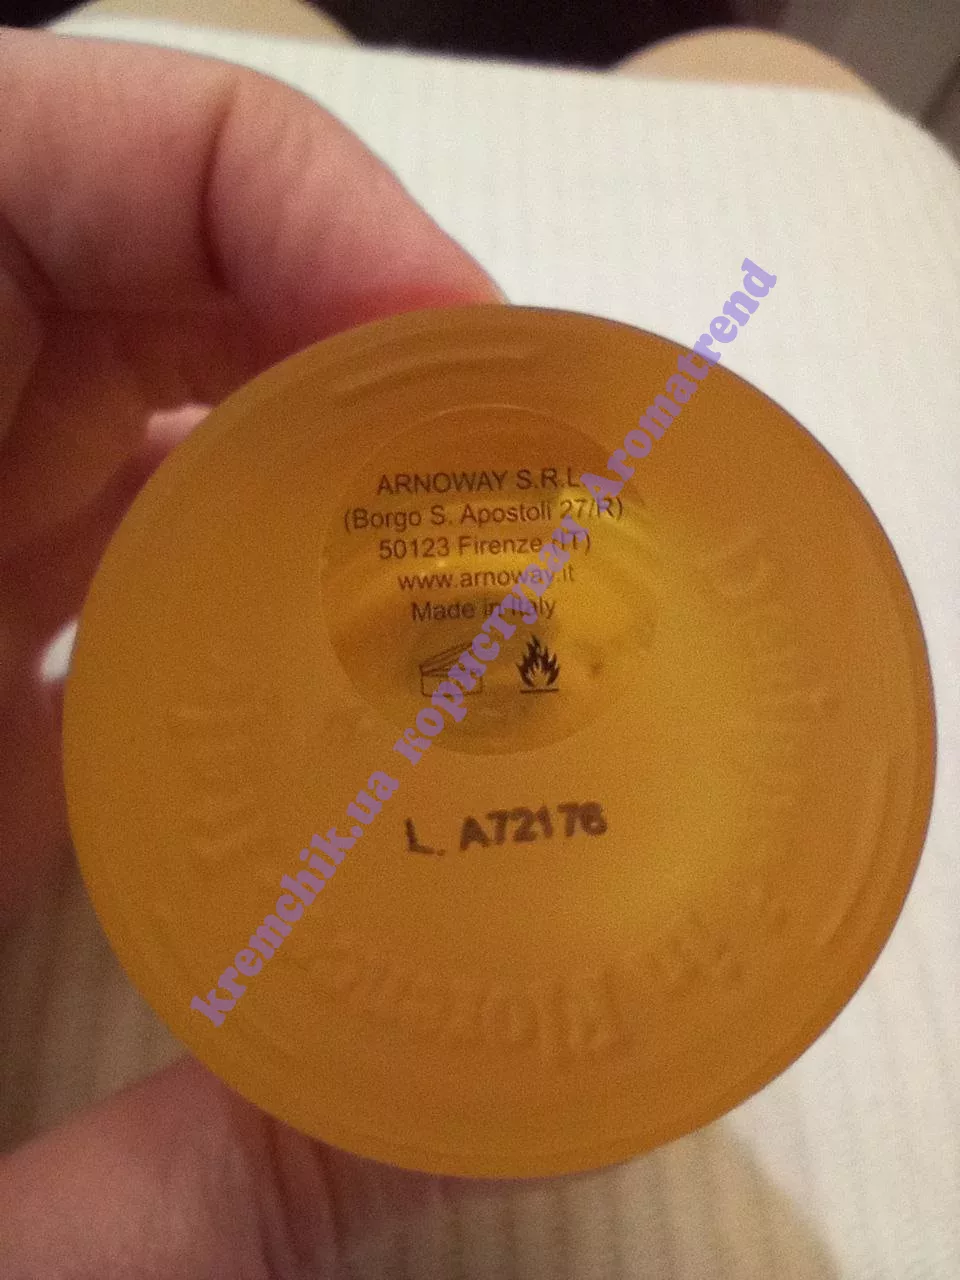 ARNOWAY S.R.L.
(Borgo S. Apostoli 27/R)
50123 Firenze (IT)
www.arnoway.it
Made in Italy
L. A72176
kremchik.ua користувач Aromatrend